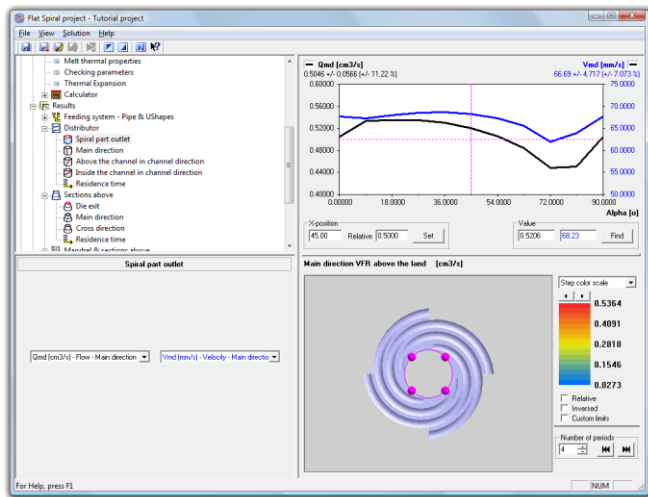 Flat Spiral project - Tutorial project
File View Solution Help
Melt thermal properties
Checking parameters
Thermal Expansion
Calculator
Results
Feeding system - Pipe & UShapes
Distributor
Spiral part outlet
Main direction
Above the channel in channel direction
Inside the channel in channel direction
Residence time
Sections above
Die exit
Main direction
Cross direction
Residence time
Mandrel & sections above
Qmd [cm3/s] Vmd [mm/s]
0.5046 +/- 0.0566 (+/- 11.22 %) 66.69 +/- 4.717 (+/- 7.073 %)
0.60000 75.0000
0.56000 70.0000
0.52000 65.0000
0.48000 60.0000
0.44000 55.0000
0.40000 50.0000
0.00000 18.0000 36.0000 54.0000 72.0000 90.0000
Alpha [o]
X-position Value
45.00 Relative 0.5000 Set 0.5206 68.23 Find
Spiral part outlet
Qmd (cm3/s) - Flow - Main direction Vmd (mm/s) - Velocity - Main directio
Main direction VFR above the land [cm3/s]
Step color scale
0.5364
0.4091
0.2818
0.1546
0.0273
Relative
Inversed
Custom limits
Number of periods
4
For Help, press F1 NUM